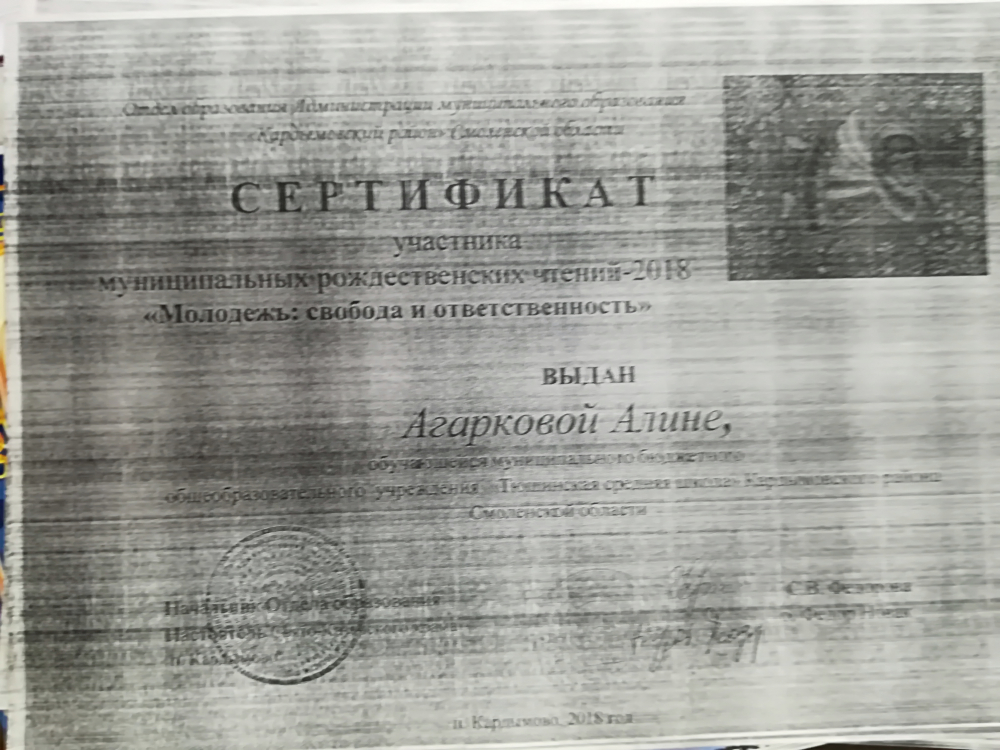 Отдел образования Администрации муниципального образования
«Кардымовский район» Смоленской области
СЕРТИФИКАТ
участника
муниципальных рождественских чтений-2018
«Молодежь: свобода и ответственность»
ВЫДАН
Агарковой Алине,
обучающейся муниципального бюджетного
общеобразовательного учреждения «Тюшинская средняя школа» Кардымовского района
Смоленской области
Начальник Отдела образования
С.В. Федорова
Настоятель
п. Кардымово, 2018 год